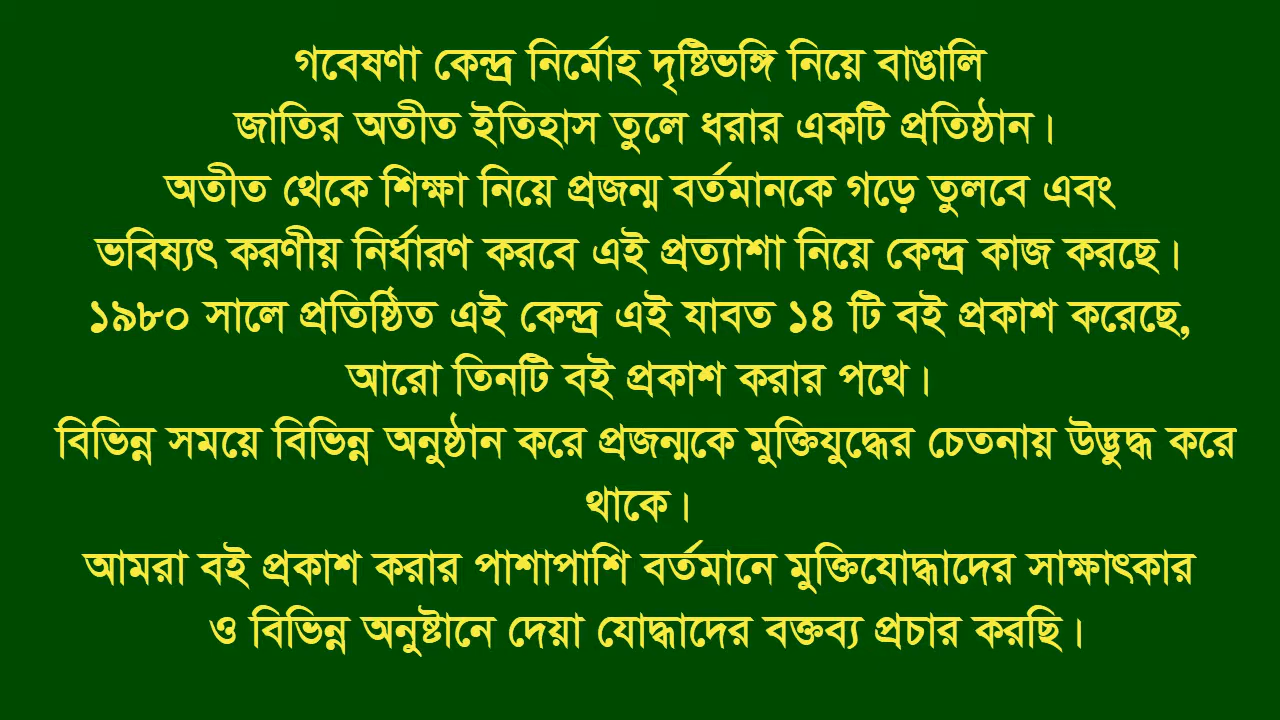 গবেষণা কেন্দ্র নির্মোহ দৃষ্টিভঙ্গি নিয়ে বাঙালি
জাতির অতীত ইতিহাস তুলে ধরার একটি প্রতিষ্ঠান।
অতীত থেকে শিক্ষা নিয়ে প্রজন্ম বর্তমানকে গড়ে তুলবে এবং
ভবিষ্যৎ করণীয় নির্ধারণ করবে এই প্রত্যাশা নিয়ে কেন্দ্র কাজ করছে।
১৯৮০ সালে প্রতিষ্ঠিত এই কেন্দ্র এই যাবত ১৪ টি বই প্রকাশ করেছে,
আরো তিনটি বই প্রকাশ করার পথে।
বিভিন্ন সময়ে বিভিন্ন অনুষ্ঠান করে প্রজন্মকে মুক্তিযুদ্ধের চেতনায় উদ্ভুদ্ধ করে
থাকে।
আমরা বই প্রকাশ করার পাশাপাশি বর্তমানে মুক্তিযোদ্ধাদের সাক্ষাৎকার
ও বিভিন্ন অনুষ্টানে দেয়া যোদ্ধাদের বক্তব্য প্রচার করছি।